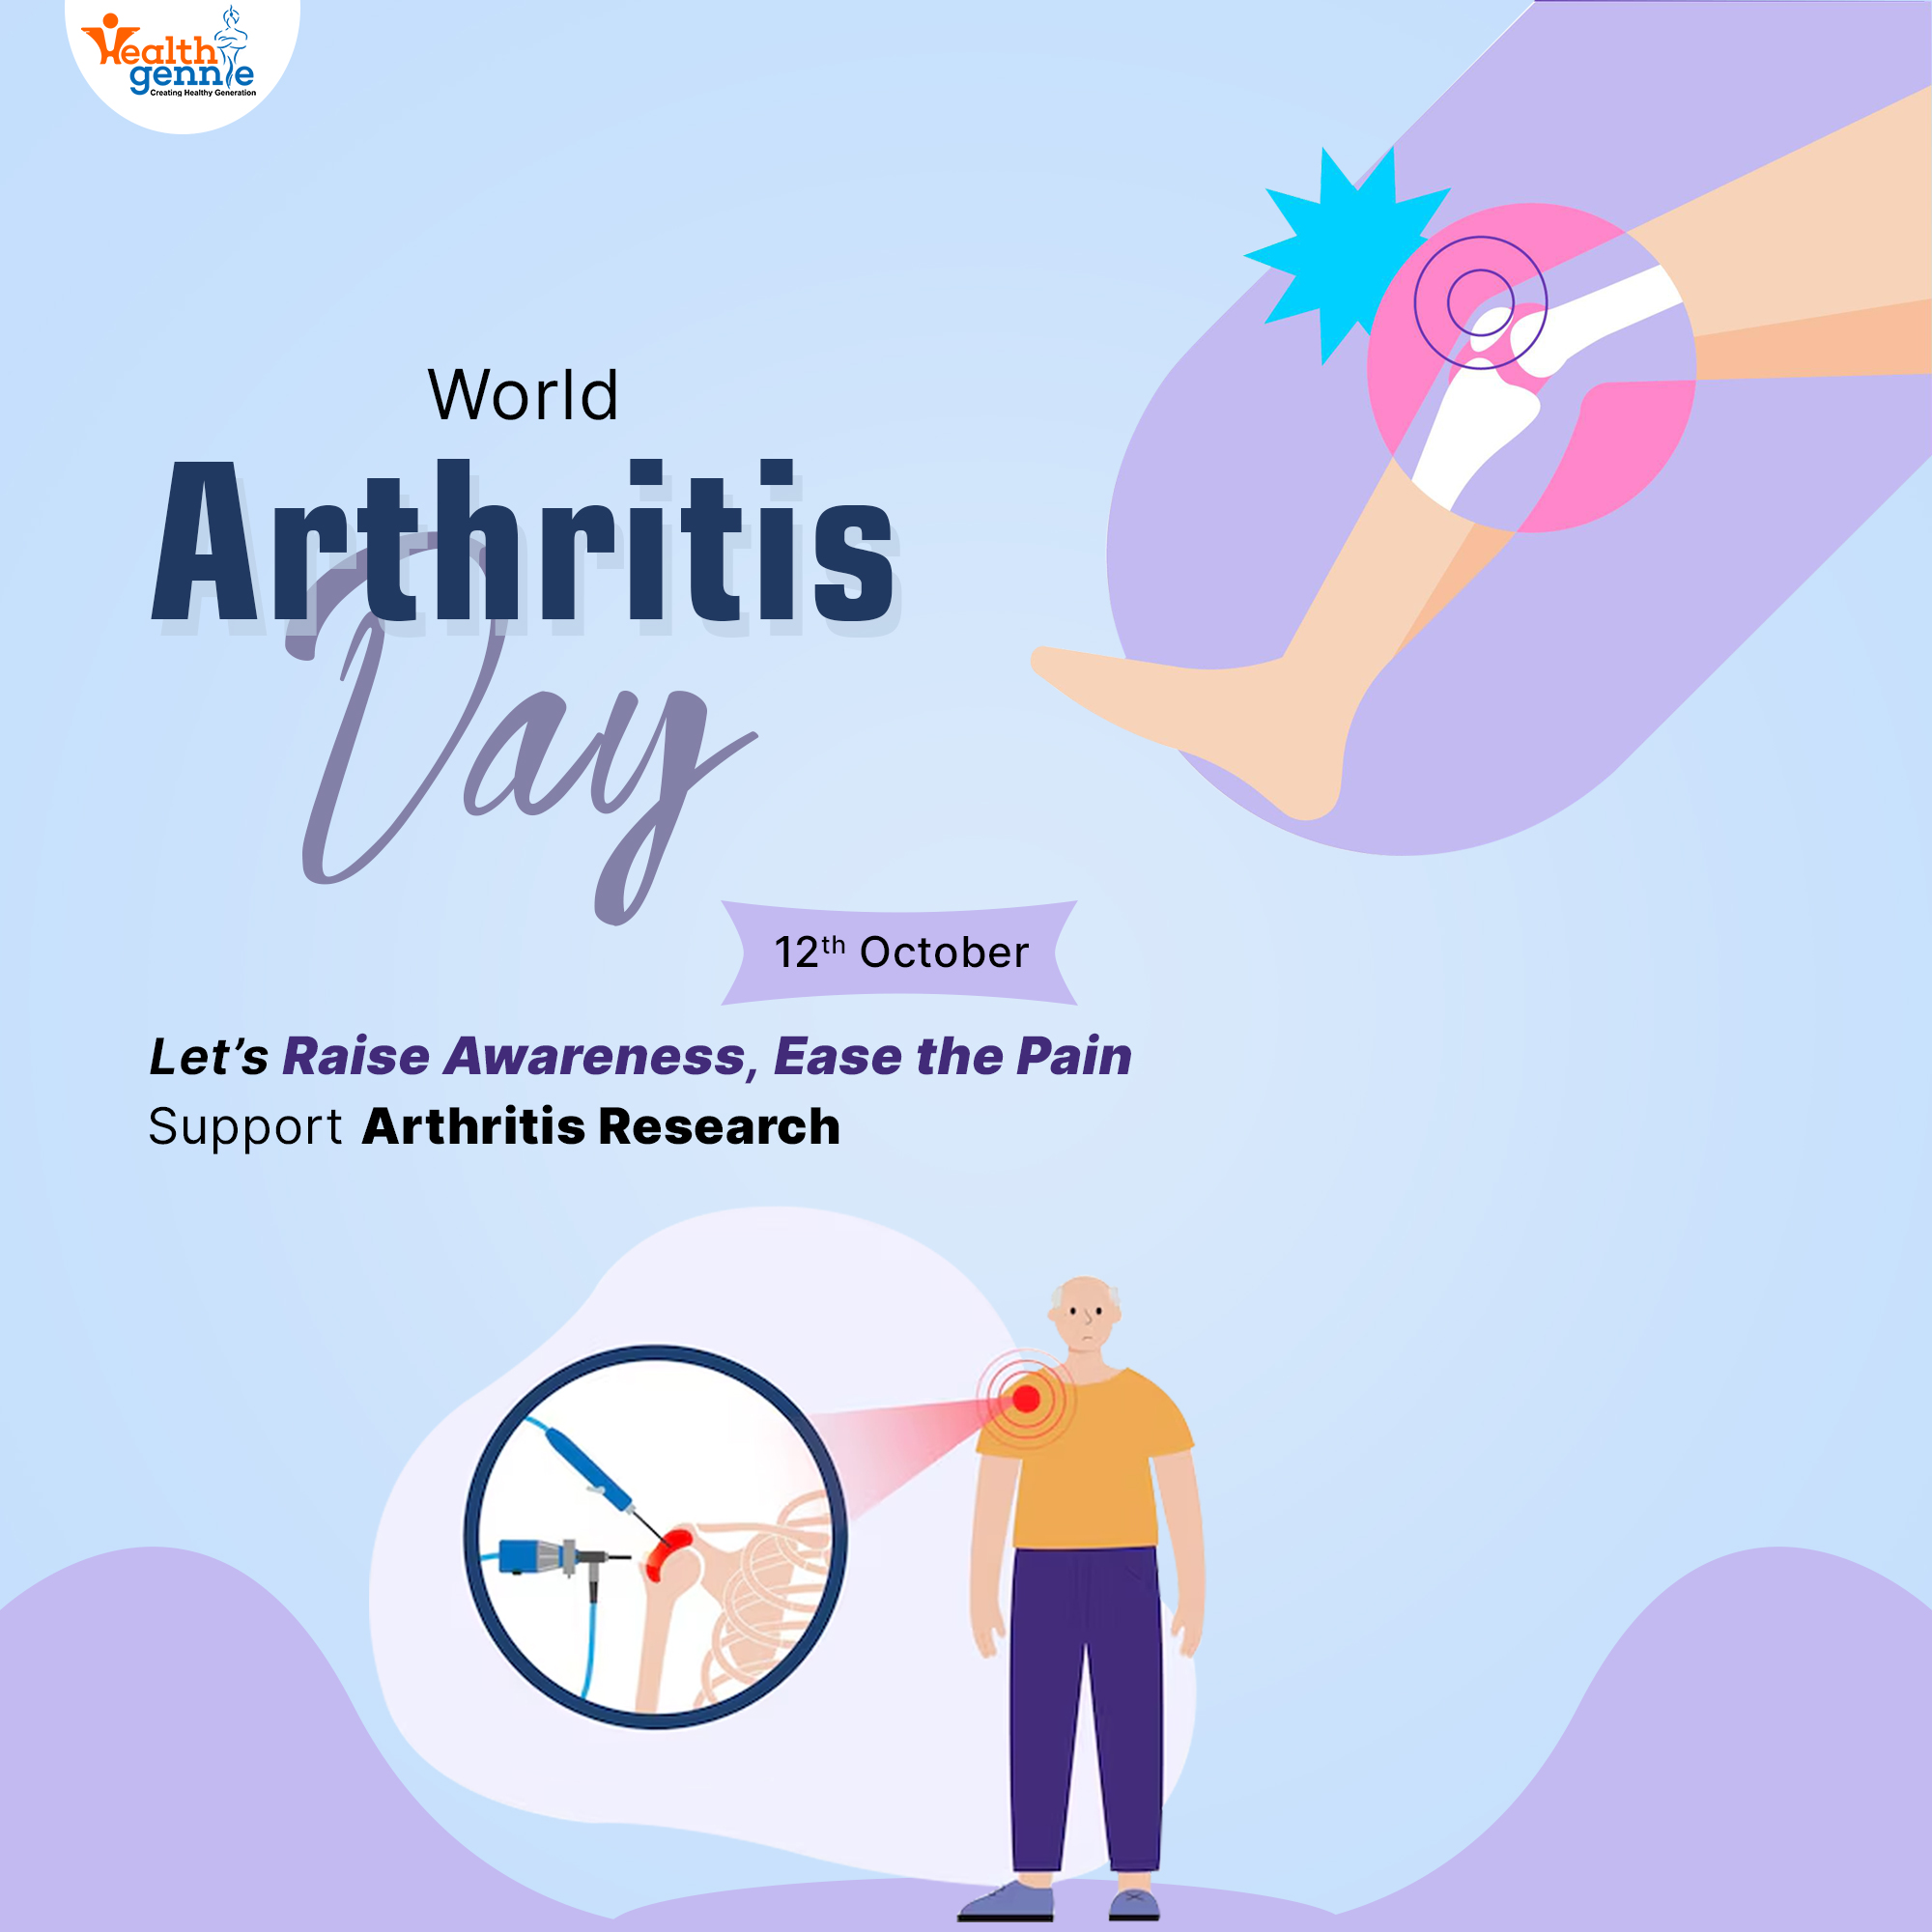 Health
gennie
Creating Healthy Generation
World
Arthritis
Day
12th October
Let's Raise Awareness, Ease the Pain
Support Arthritis Research